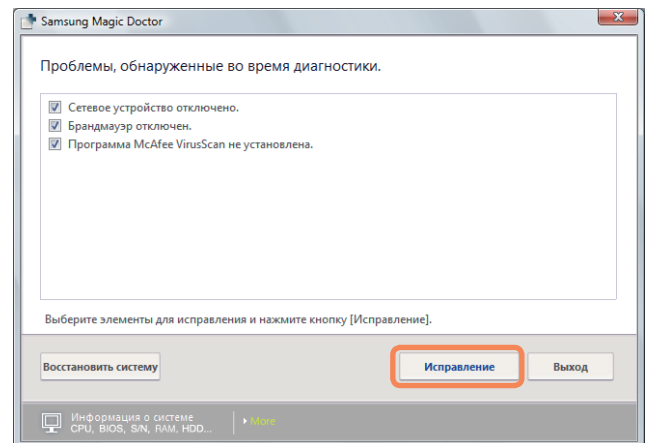 Samsung Magic Doctor
Проблемы, обнаруженные во время диагностики.
Сетевое устройство отключено.
Брандмауэр отключен.
Программа McAfee VirusScan не установлена.
Выберите элементы для исправления и нажмите кнопку [Исправление].
Восстановить систему
Исправление
Выход
Информация о системе
CPU, BIOS, S/N, RAM, HDD...
More